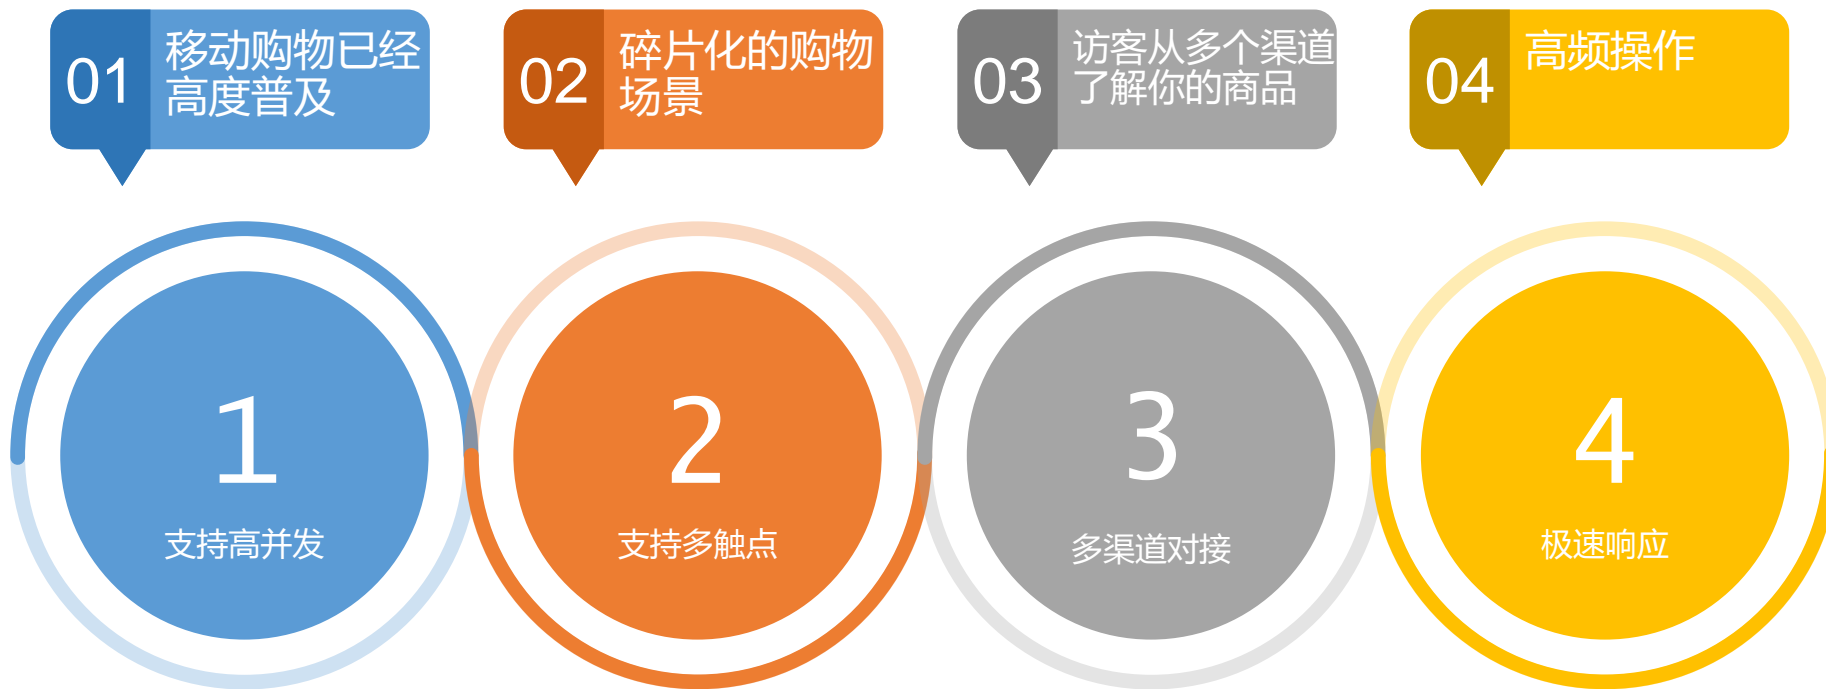 01
移动购物已经
高度普及
02
碎片化的购物
场景
03
访客从多个渠道
了解你的商品
04
高频操作
1
支持高并发
2
支持多触点
3
多渠道对接
4
极速响应